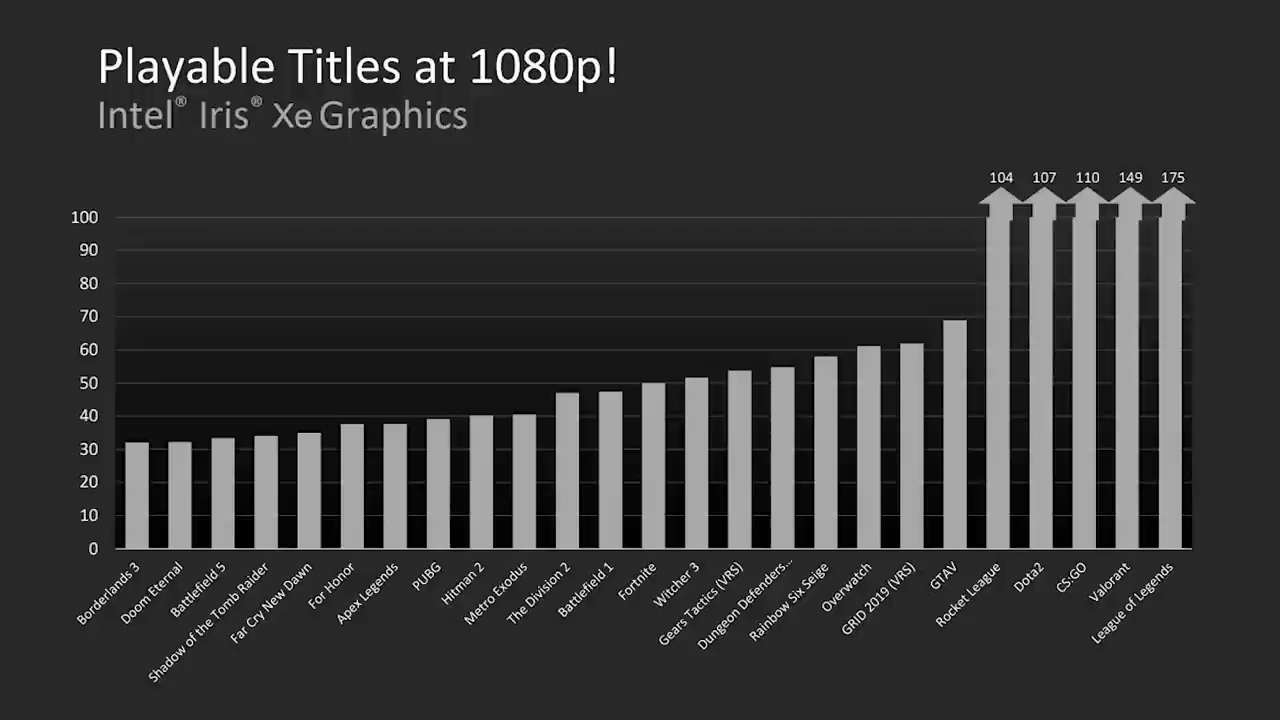 Playable Titles at 1080p!
Intel® Iris® Xe Graphics
104 107 110 149 175
100
90
80
70
60
50
40
30
20
10
0
Borderlands 3
Doom Eternal
Battlefield 5
Shadow of the Tomb Raider
Far Cry New Dawn
For Honor
Apex Legends
PUBG
Hitman 2
Metro Exodus
The Division 2
Battlefield 1
Fortnite
Witcher 3
Gears Tactics (VRS)
Dungeon Defenders...
Rainbow Six Seige
Overwatch
GRID 2019 (VRS)
GTAV
Rocket League
Dota2
CS:GO
Valorant
League of Legends